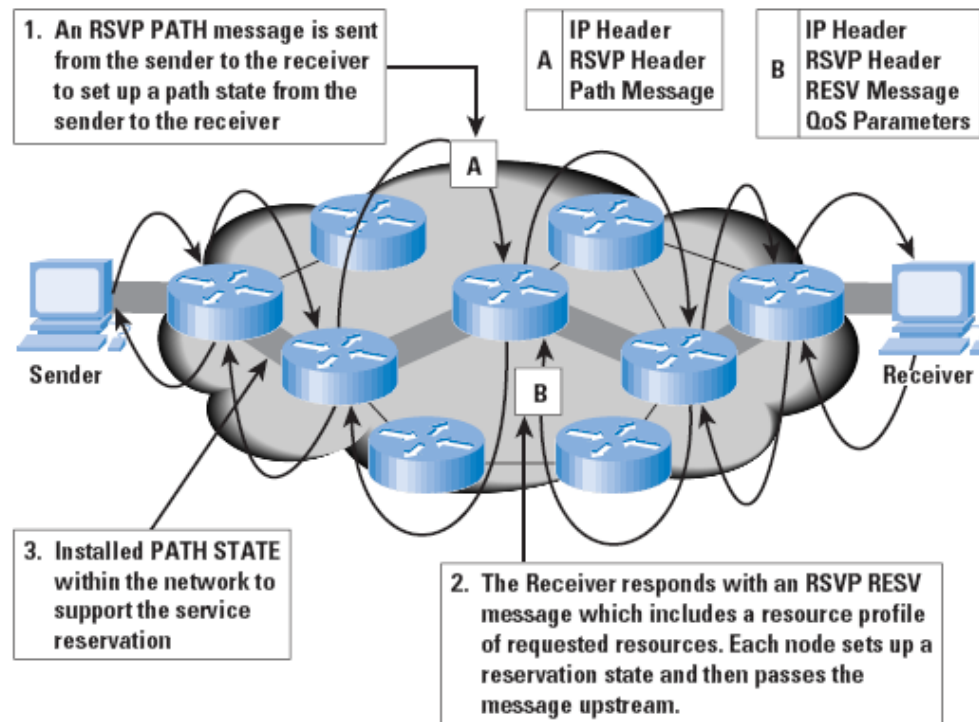 1. An RSVP PATH message is sent
from the sender to the receiver
to set up a path state from the
sender to the receiver
A
IP Header
RSVP Header
Path Message
B
IP Header
RSVP Header
RESV Message
QoS Parameters
A
Sender
Receiver
B
3. Installed PATH STATE
within the network to
support the service
reservation
2. The Receiver responds with an RSVP RESV
message which includes a resource profile
of requested resources. Each node sets up a
reservation state and then passes the
message upstream.